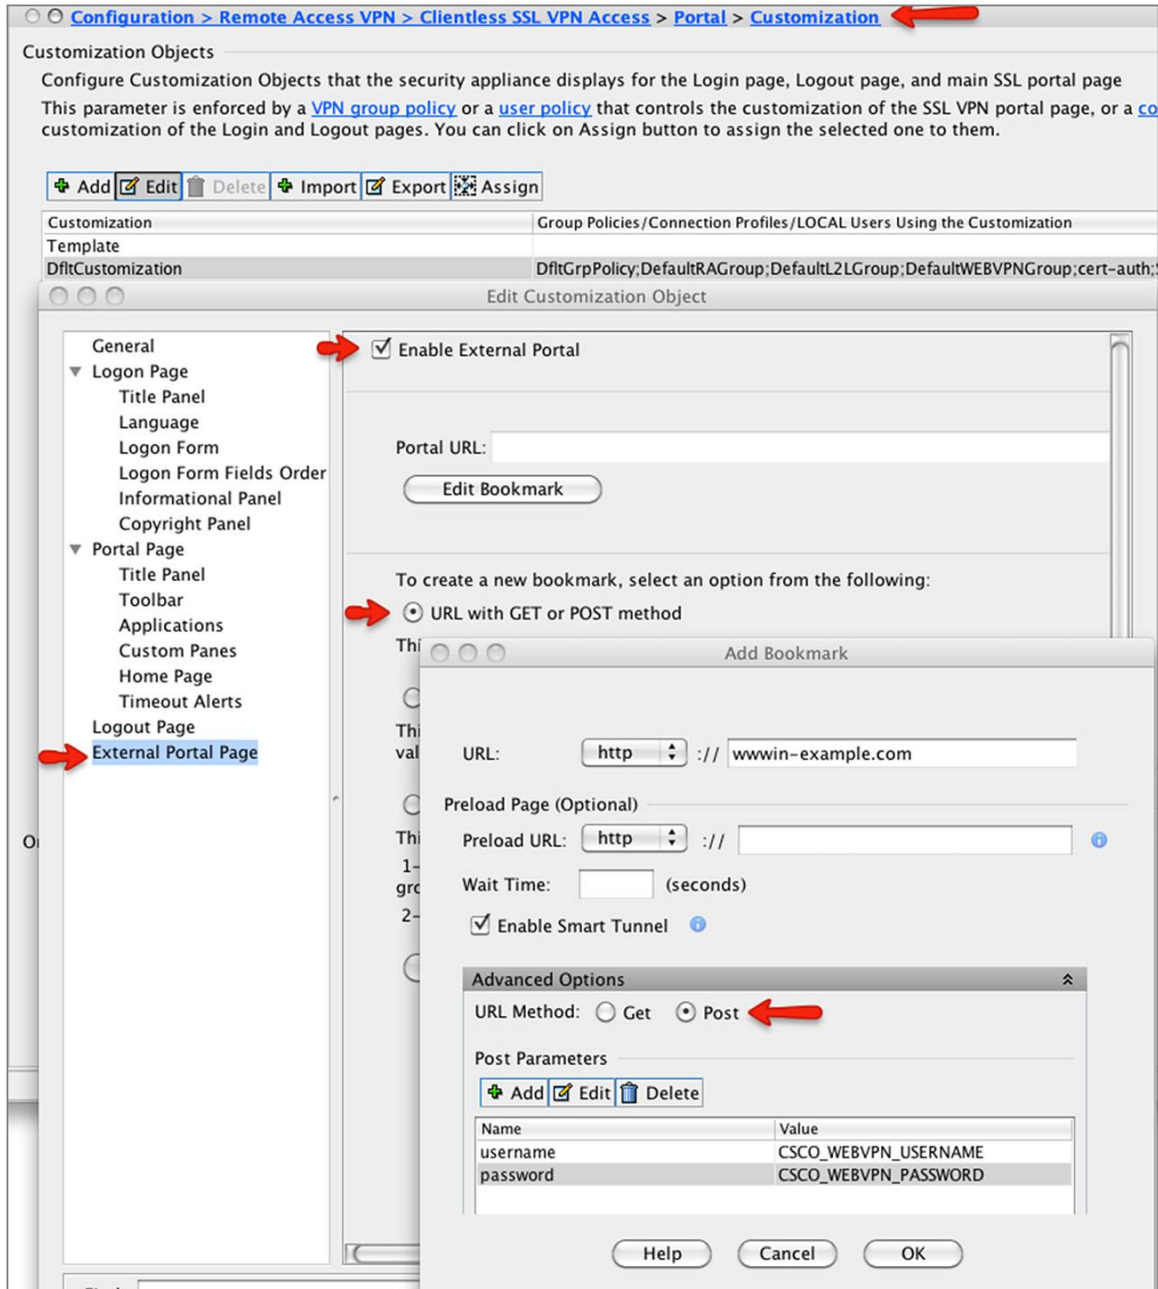 Configuration > Remote Access VPN > Clientless SSL VPN Access > Portal > Customization
Customization Objects
Configure Customization Objects that the security appliance displays for the Login page, Logout page, and main SSL portal page
This parameter is enforced by a VPN group policy or a user policy that controls the customization of the SSL VPN portal page, or a co
customization of the Login and Logout pages. You can click on Assign button to assign the selected one to them.
Add Edit Delete Import Export Assign
Customization Group Policies/Connection Profiles/LOCAL Users Using the Customization
Template
DfltCustomization DfltGrpPolicy;DefaultRAGroup;DefaultL2LGroup;DefaultWEBVPNGroup;cert-auth;
Edit Customization Object
General
Logon Page
Title Panel
Language
Logon Form
Logon Form Fields Order
Informational Panel
Copyright Panel
Portal Page
Title Panel
Toolbar
Applications
Custom Panes
Home Page
Timeout Alerts
Logout Page
External Portal Page
Enable External Portal
Portal URL:
Edit Bookmark
To create a new bookmark, select an option from the following:
URL with GET or POST method
Thi
Thi
val
Thi
1-
gro
2-
Add Bookmark
URL: http :// wwwin-example.com
Preload Page (Optional)
Preload URL: http ://
Wait Time: (seconds)
Enable Smart Tunnel
Advanced Options
URL Method: Get Post
Post Parameters
Add Edit Delete
Name Value
username CSCO_WEBVPN_USERNAME
password CSCO_WEBVPN_PASSWORD
Help Cancel OK